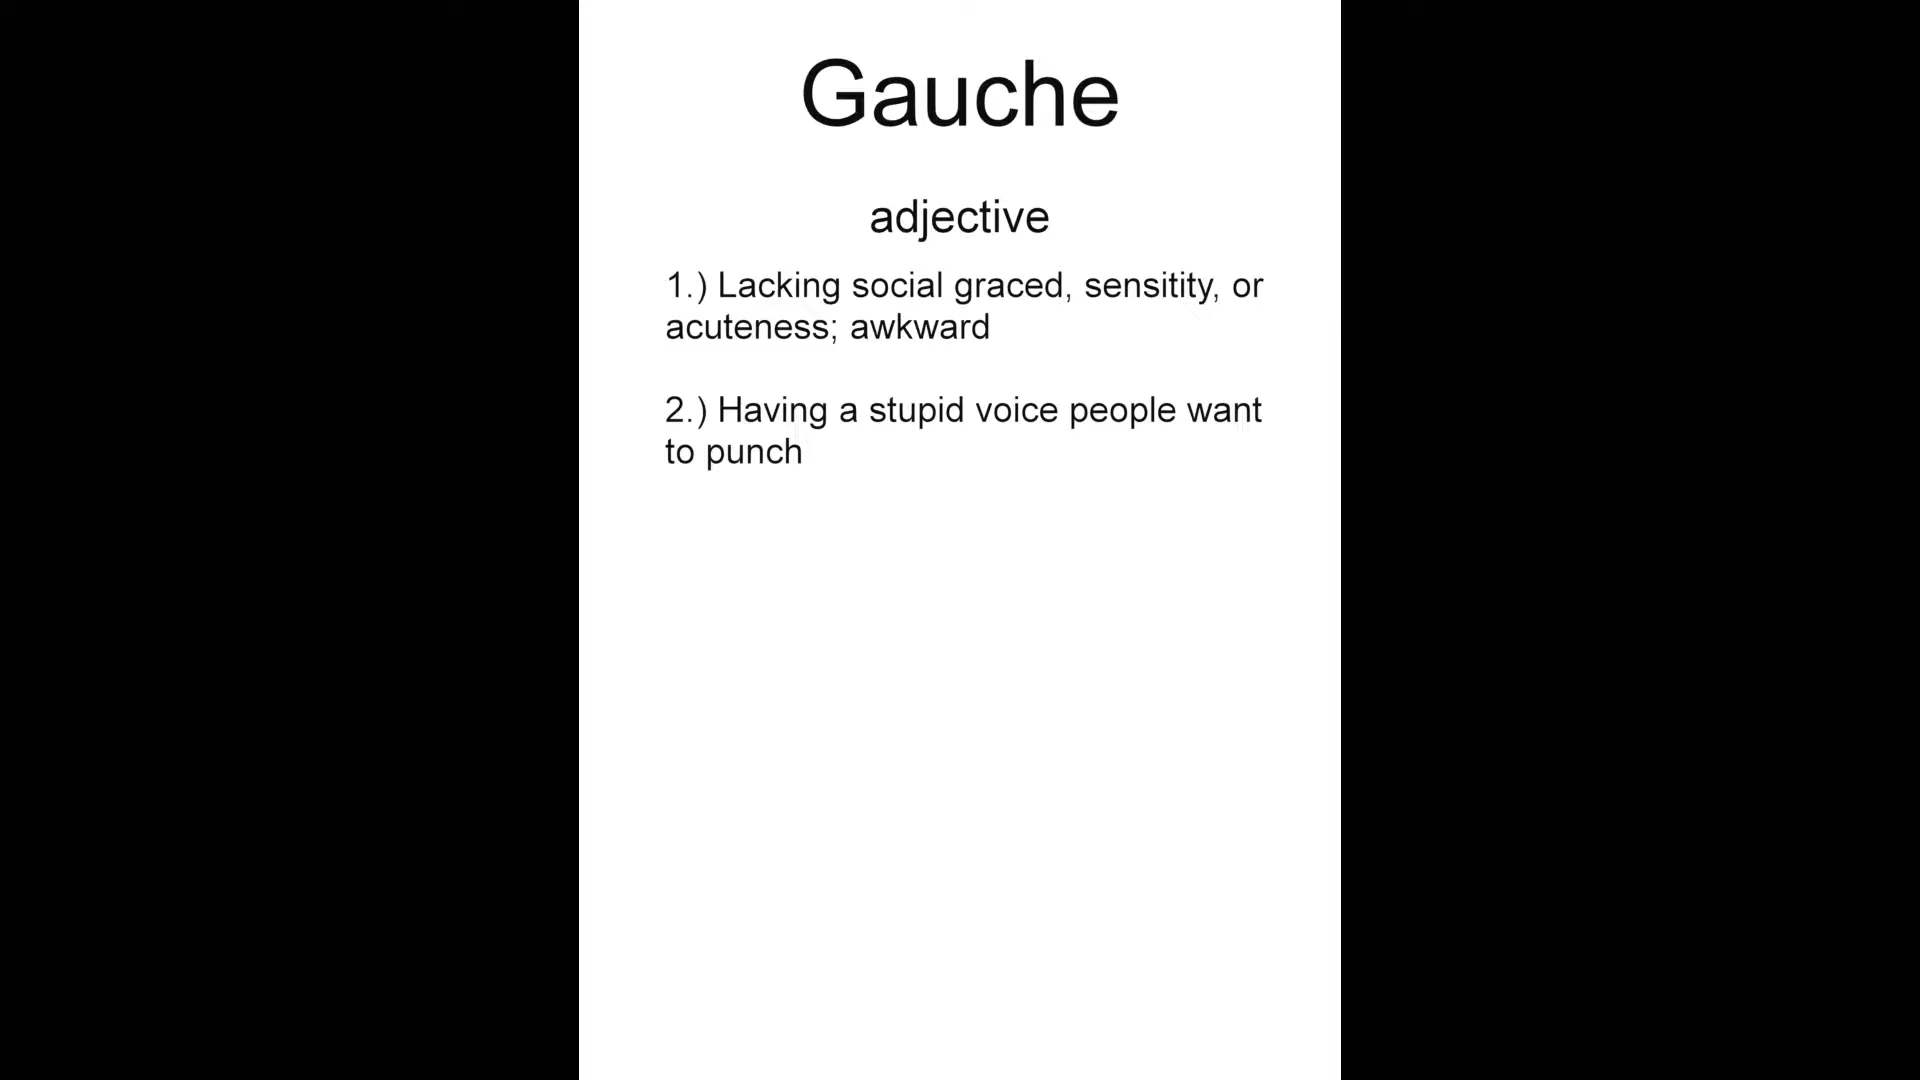 Gauche
adjective
1.) Lacking social graced, sensitity, or
acuteness; awkward
2.) Having a stupid voice people want
to punch